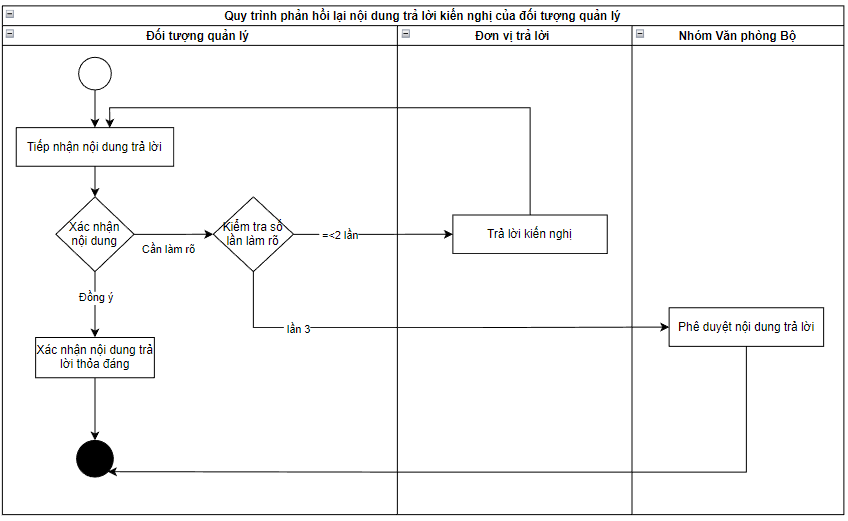 Quy trình phản hồi lại nội dung trả lời kiến nghị của đối tượng quản lý
Đối tượng quản lý
Đơn vị trả lời
Nhóm Văn phòng Bộ
Tiếp nhận nội dung trả lời
Xác nhận
nội dung
Cần làm rõ
Kiểm tra số
lần làm rõ
=<2 lần
Trả lời kiến nghị
Đồng ý
lần 3
Phê duyệt nội dung trả lời
Xác nhận nội dung trả
lời thỏa đáng